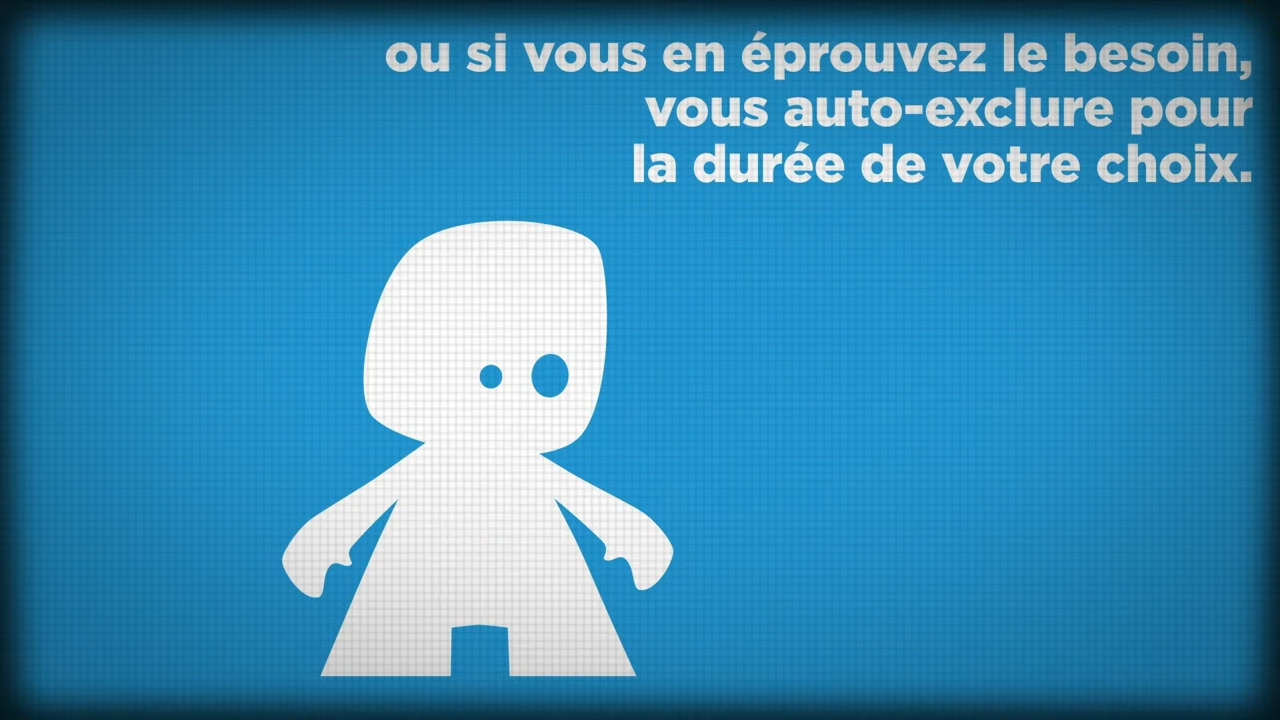 ou si vous en éprouvez le besoin,
vous auto-exclure pour
la durée de votre choix.